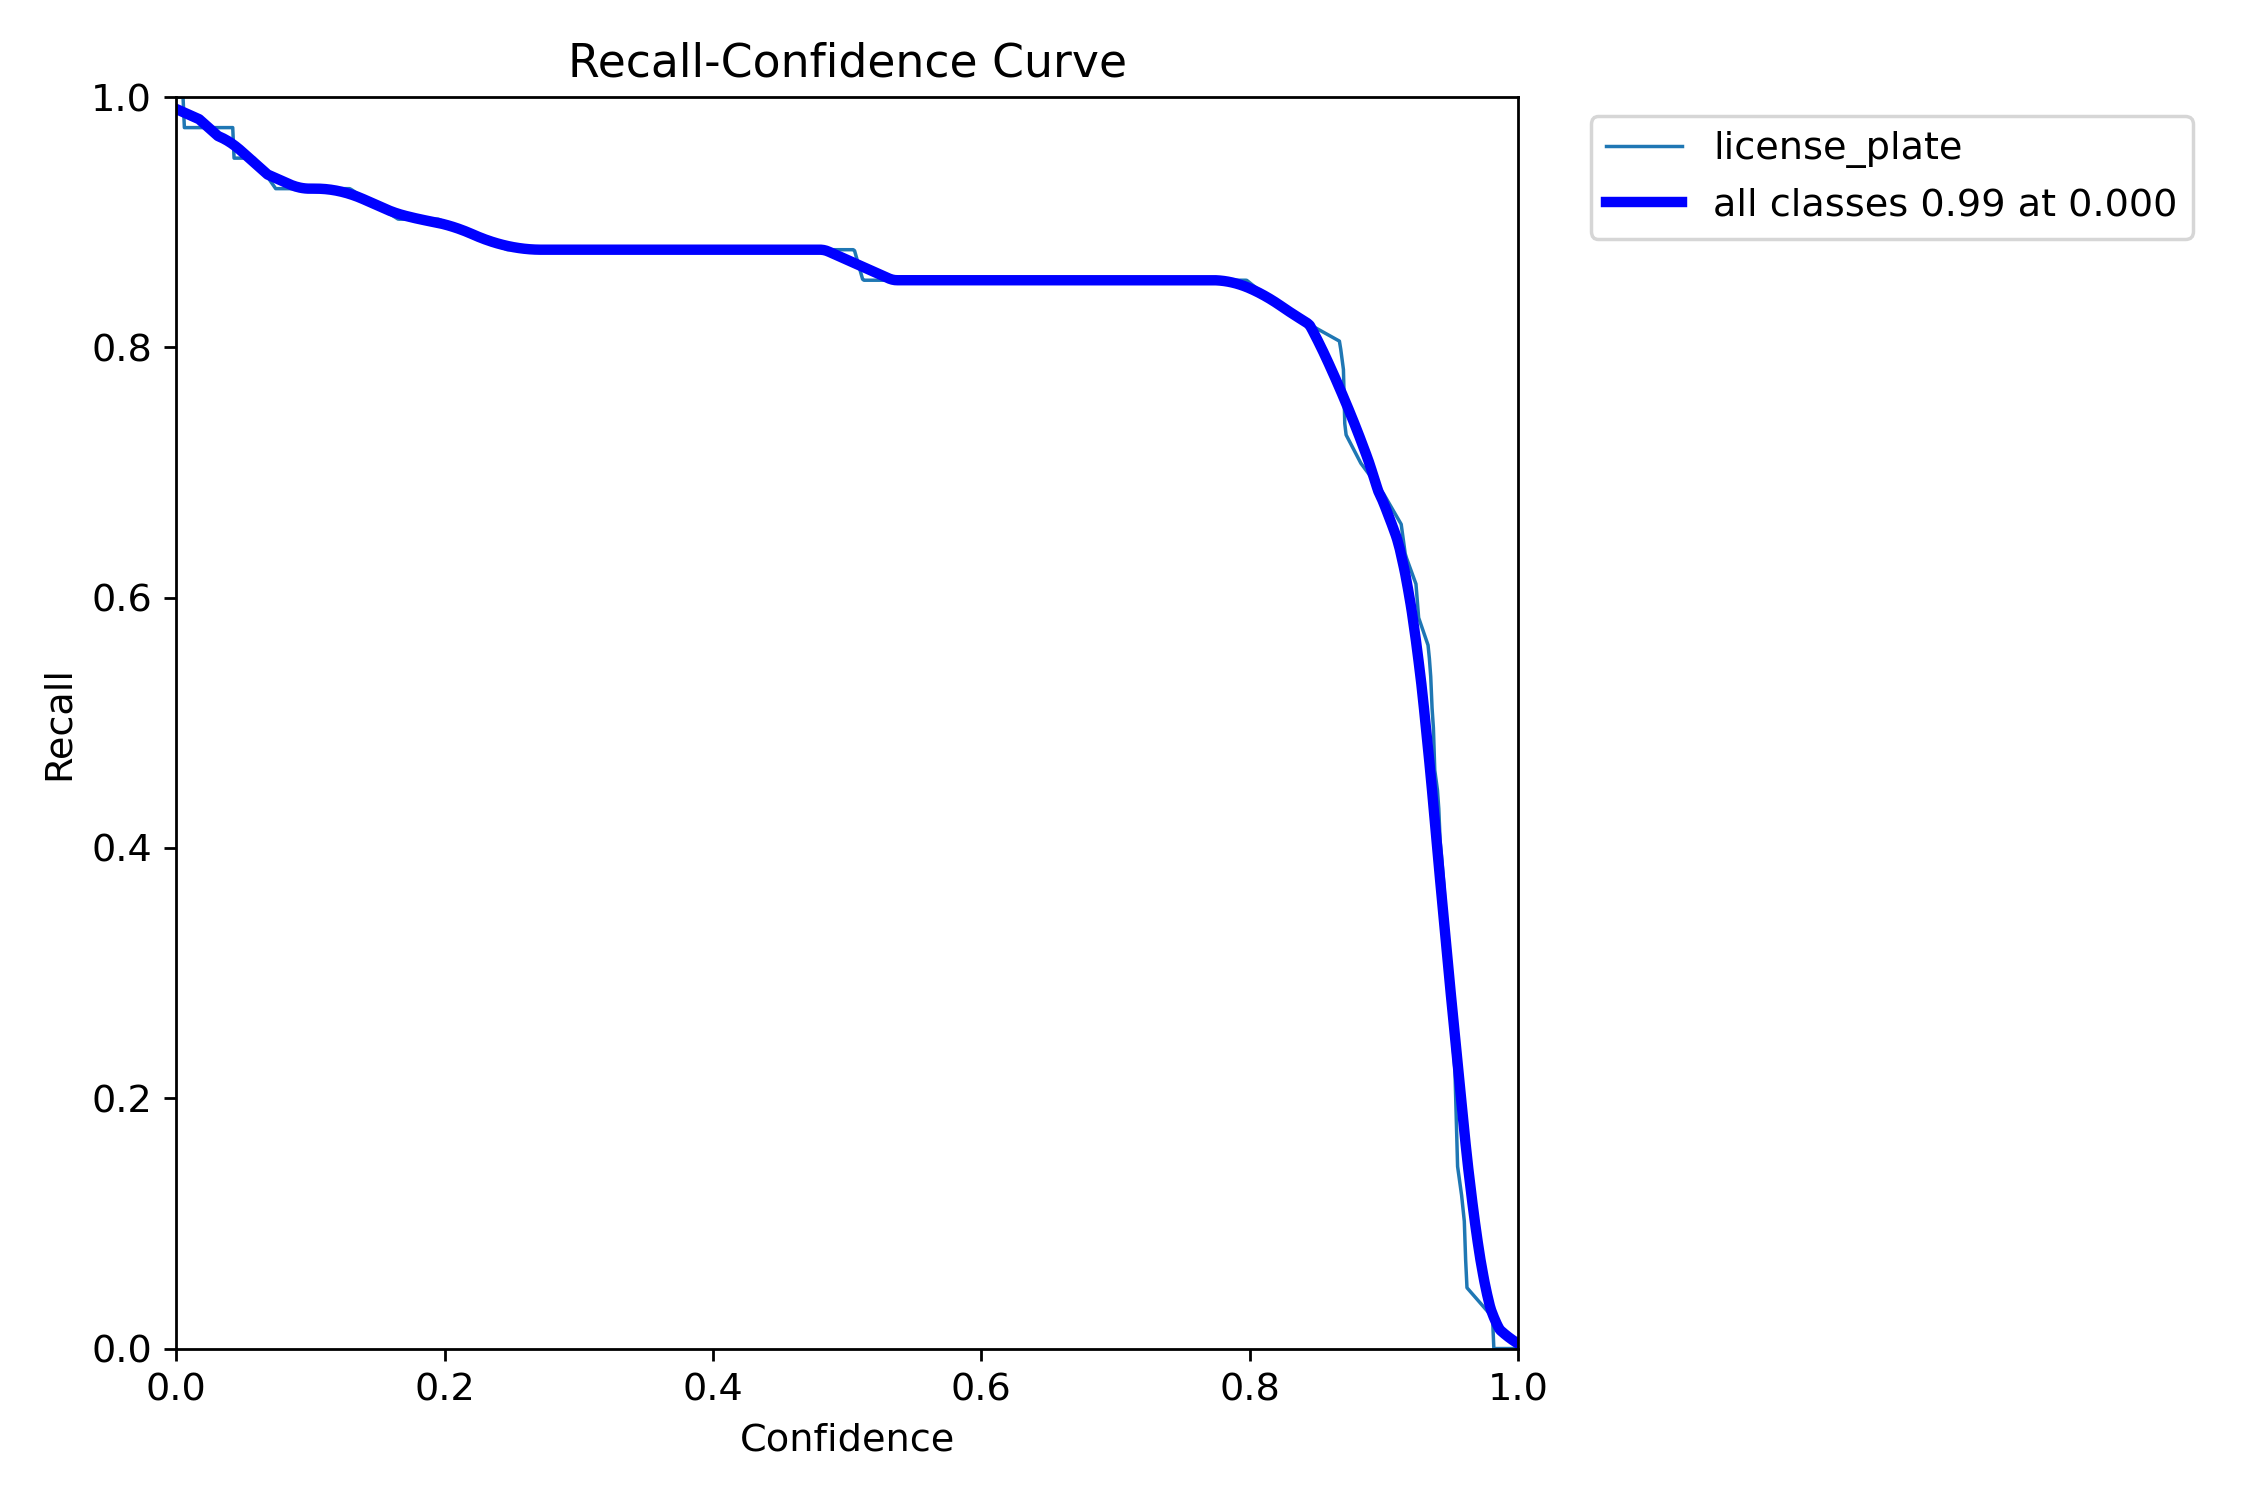 Recall-Confidence Curve
license_plate
all classes 0.99 at 0.000
Recall
1.0
0.8
0.6
0.4
0.2
0.0
0.0 0.2 0.4 0.6 0.8 1.0
Confidence